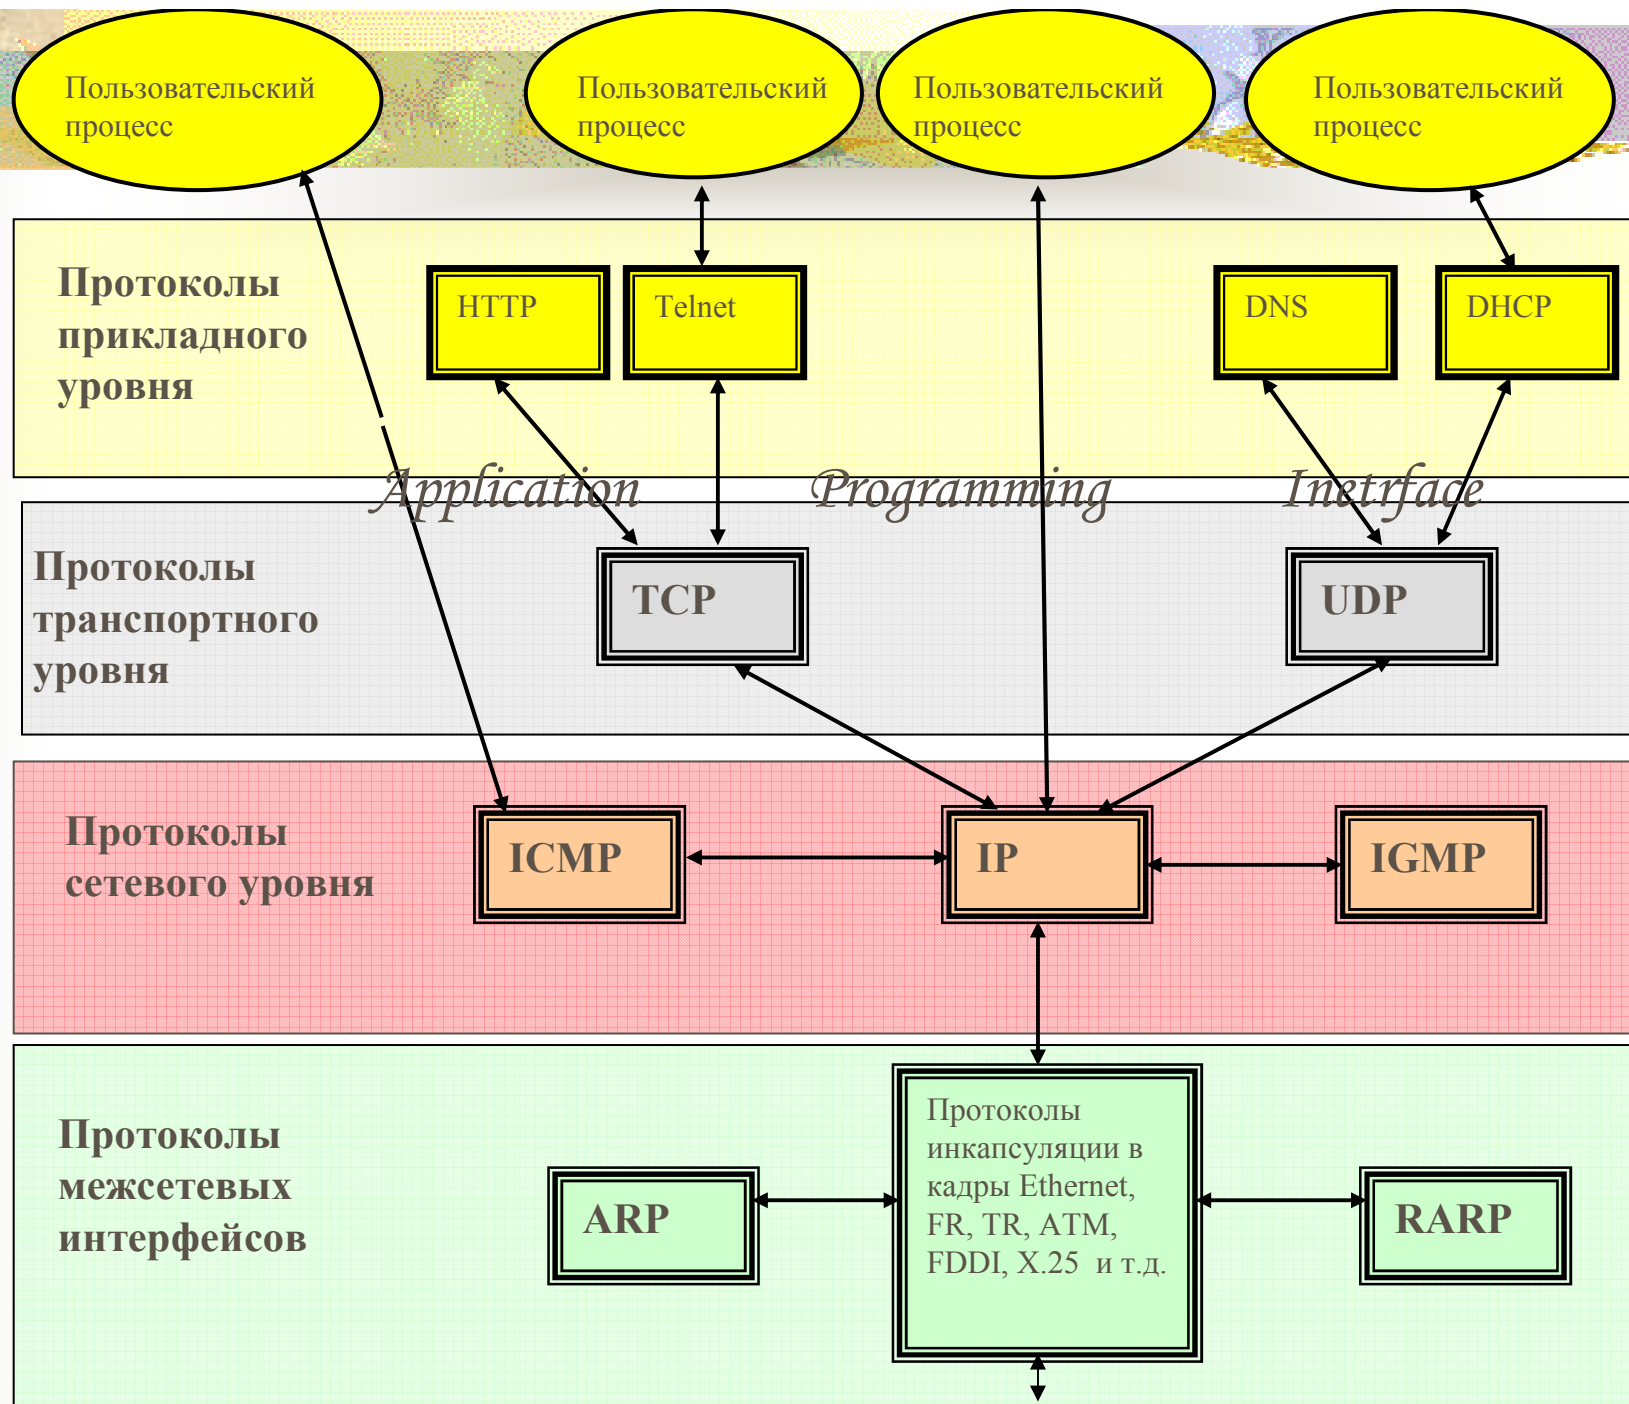 Пользовательский
процесс
Пользовательский
процесс
Пользовательский
процесс
Пользовательский
процесс
Протоколы
прикладного
уровня
HTTP
Telnet
DNS
DHCP
Application Programming Inetrface
Протоколы
транспортного
уровня
TCP
UDP
Протоколы
сетевого уровня
ICMP
IP
IGMP
Протоколы
межсетевых
интерфейсов
ARP
Протоколы
инкапсуляции в
кадры Ethernet,
FR, TR, ATM,
FDDI, X.25 и т.д.
RARP